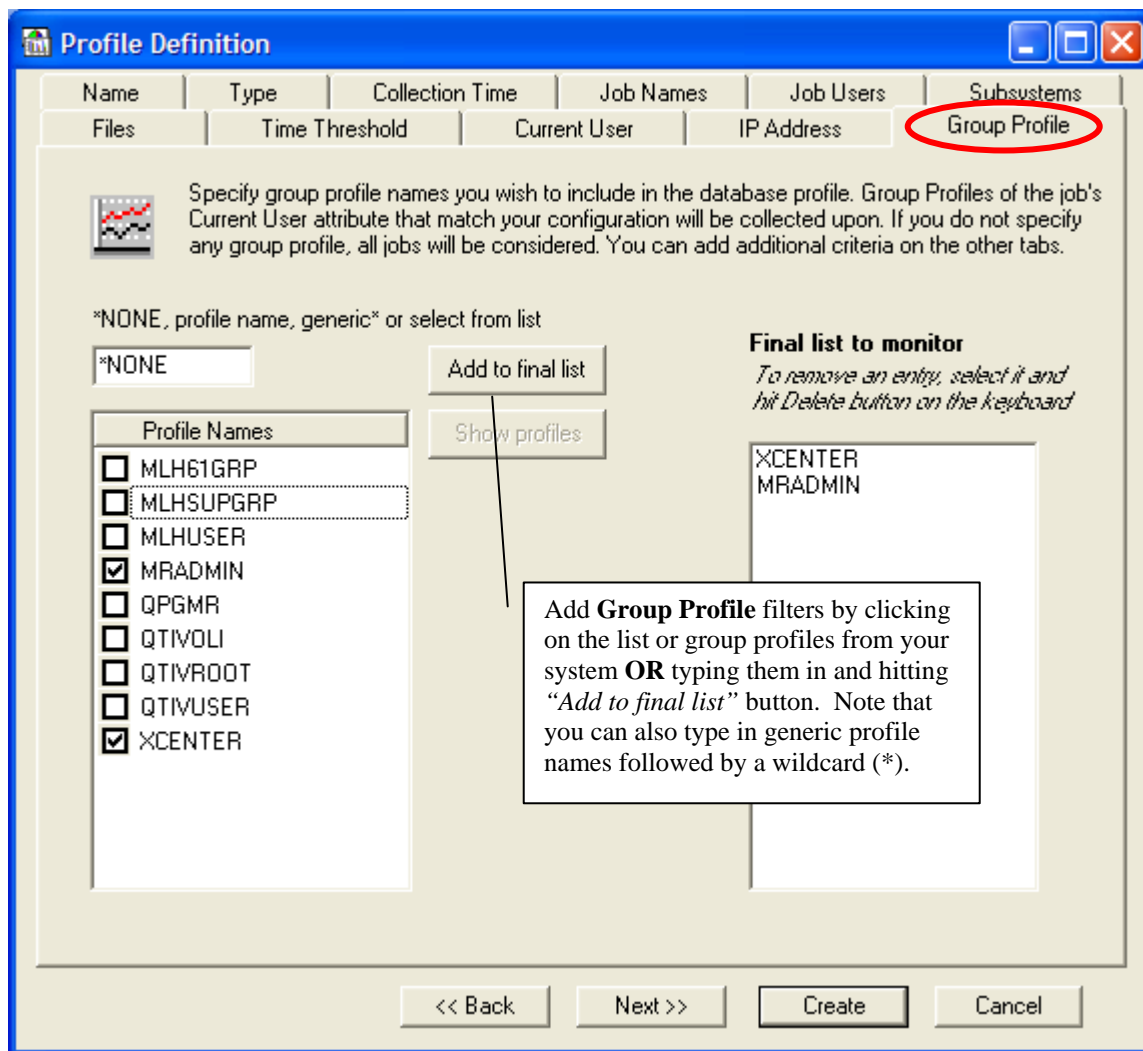 Profile Definition
Name
Type
Collection Time
Job Names
Job Users
Subsystems
Files
Time Threshold
Current User
IP Address
Group Profile
Specify group profile names you wish to include in the database profile. Group Profiles of the job's
Current User attribute that match your configuration will be collected upon. If you do not specify
any group profile, all jobs will be considered. You can add additional criteria on the other tabs.
*NONE, profile name, generic* or select from list
*NONE
Add to final list
Show profiles
Final list to monitor
To remove an entry, select it and
hit Delete button on the keyboard
Profile Names
MLH61GRP
MLHSUPGRP
MLHUSER
MRADMIN
QPGMR
QTIVOLI
QTIVROOT
QTIVUSER
XCENTER
XCENTER
MRADMIN
Add Group Profile filters by clicking
on the list or group profiles from your
system OR typing them in and hitting
“Add to final list” button.  Note that
you can also type in generic profile
names followed by a wildcard (*).
<< Back
Next >>
Create
Cancel